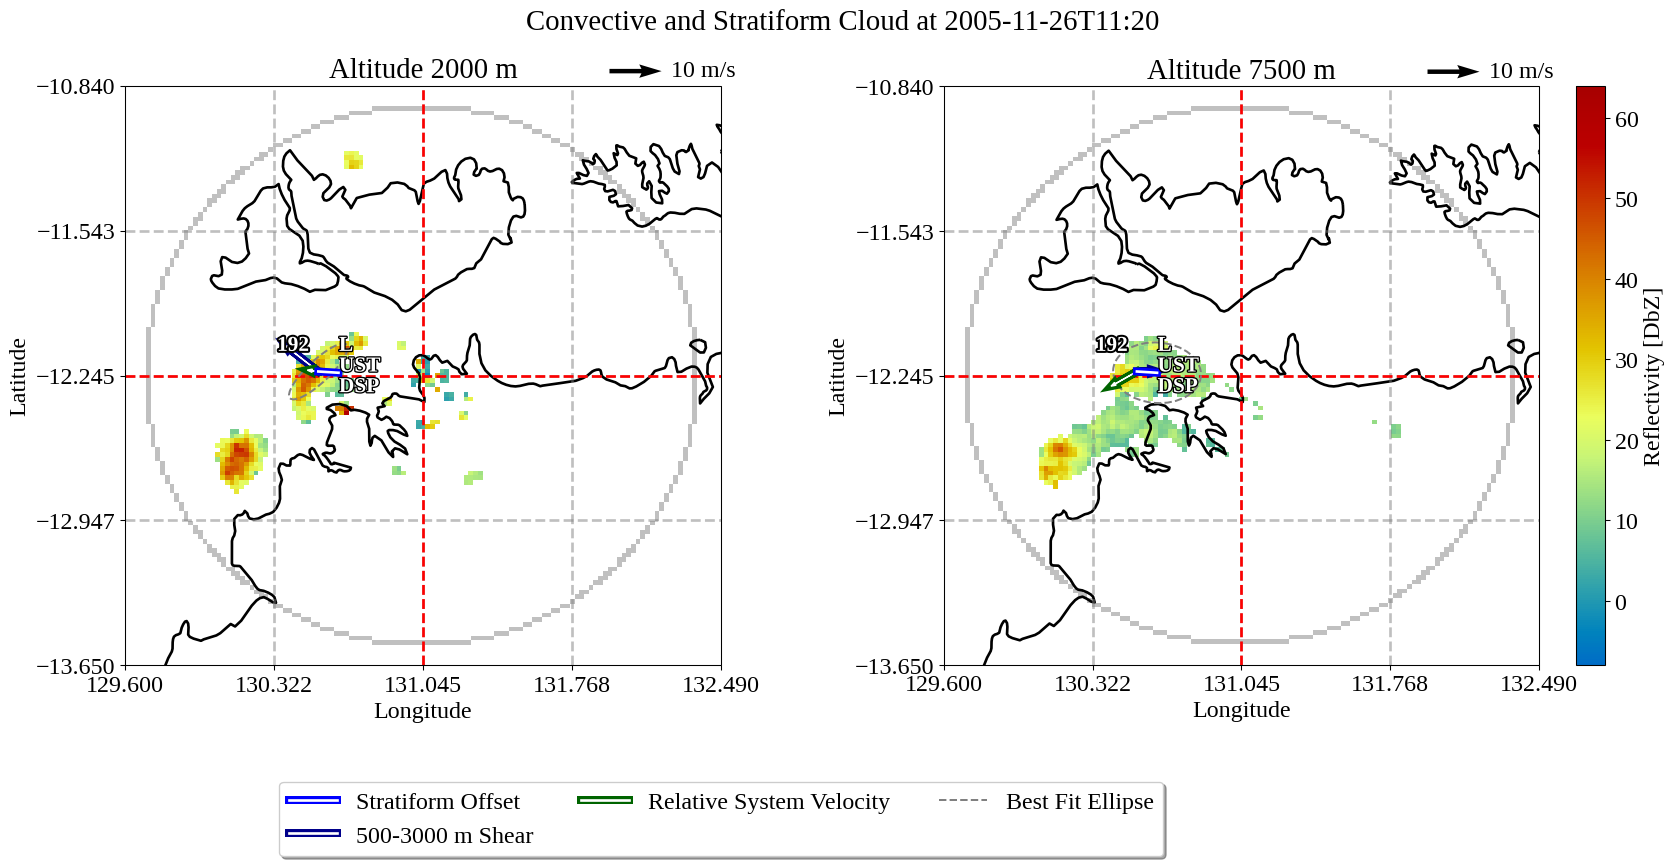 Convective and Stratiform Cloud at 2005-11-26T11:20
Altitude 2000 m
10 m/s
−10.840
−11.543
−12.245
−12.947
−13.650
129.600
130.322
131.045
131.768
132.490
Longitude
Latitude
192
L
UST
DSP
Altitude 7500 m
10 m/s
−10.840
−11.543
−12.245
−12.947
−13.650
129.600
130.322
131.045
131.768
132.490
Longitude
Latitude
192
L
UST
DSP
60
50
40
30
20
10
0
Reflectivity [DbZ]
Stratiform Offset
500-3000 m Shear
Relative System Velocity
Best Fit Ellipse